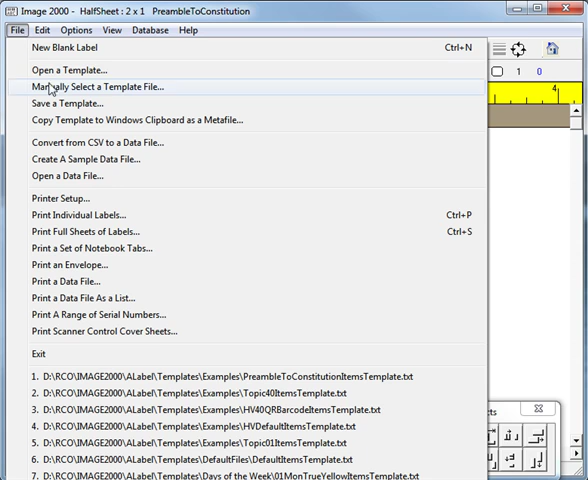 Image 2000 - HalfSheet : 2 x 1 PreambleToConstitution
File Edit Options View Database Help
New Blank Label Ctrl+N
Open a Template...
Manually Select a Template File...
Save a Template...
Copy Template to Windows Clipboard as a Metafile...
Convert from CSV to a Data File...
Create A Sample Data File...
Open a Data File...
Printer Setup...
Print Individual Labels... Ctrl+P
Print Full Sheets of Labels... Ctrl+S
Print a Set of Notebook Tabs...
Print an Envelope...
Print a Data File...
Print a Data File As a List...
Print A Range of Serial Numbers...
Print Scanner Control Cover Sheets...
Exit
1. D:\RCO\IMAGE2000\ALabel\Templates\Examples\PreambleToConstitutionItemsTemplate.txt
2. D:\RCO\IMAGE2000\ALabel\Templates\Examples\Topic40ItemsTemplate.txt
3. D:\RCO\IMAGE2000\ALabel\Templates\Examples\HV40QRBarcodeItemsTemplate.txt
4. D:\RCO\IMAGE2000\ALabel\Templates\Examples\HVDefaultItemsTemplate.txt
5. D:\RCO\IMAGE2000\ALabel\Templates\Examples\Topic01ItemsTemplate.txt
6. D:\RCO\IMAGE2000\ALabel\Templates\DefaultFiles\DefaultItemsTemplate.txt
7. D:\RCO\IMAGE2000\ALabel\Templates\Days of the Week\01MonTrueYellowItemsTemplate.txt
1 0
4